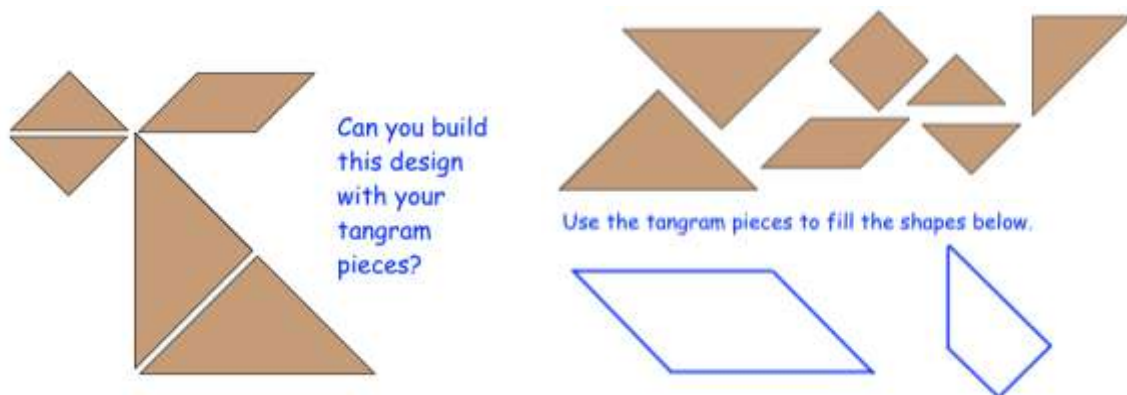 Can you build
this design
with your
tangram
pieces?
Use the tangram pieces to fill the shapes below.